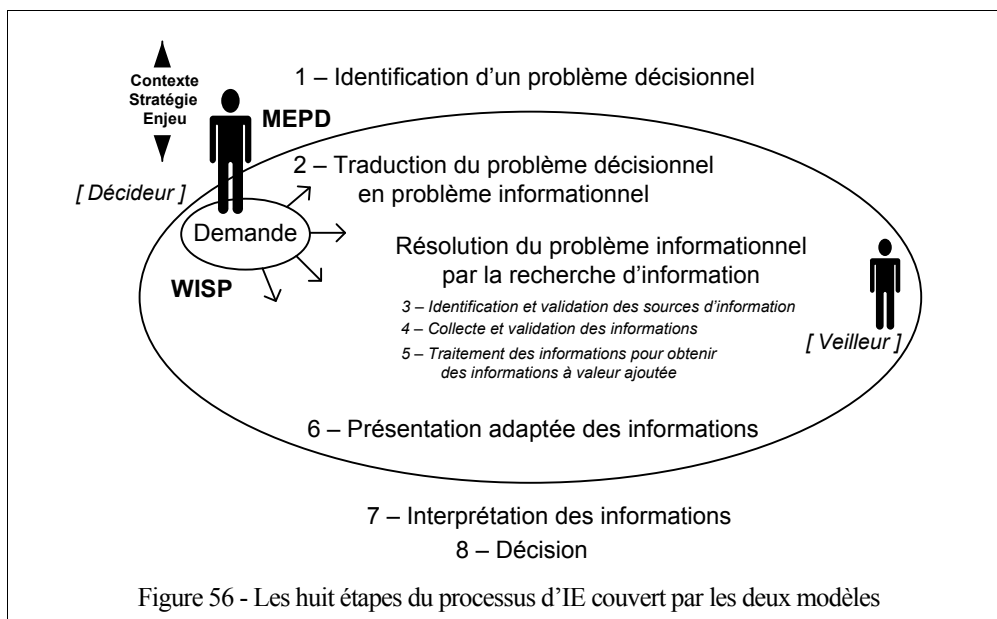 1 – Identification d’un problème décisionnel
Contexte
Stratégie
Enjeu
MEPD
2 – Traduction du problème décisionnel
en problème informationnel
[ Décideur ]
Demande
WISP
Résolution du problème informationnel
par la recherche d’information
3 – Identification et validation des sources d’information
4 – Collecte et validation des informations
5 – Traitement des informations pour obtenir
des informations à valeur ajoutée
[ Veilleur ]
6 – Présentation adaptée des informations
7 – Interprétation des informations
8 – Décision
Figure 56 - Les huit étapes du processus d’IE couvert par les deux modèles